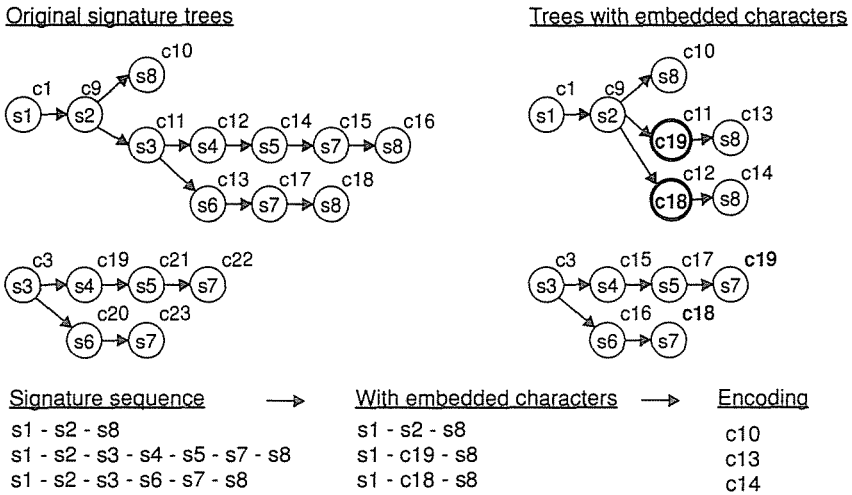 Original signature trees
Trees with embedded characters
c10
c10
s8
s8
c1
c9
c1
c9
s1
s2
s1
s2
c11
c12
c14
c15
c16
c11
c13
s3
s4
s5
s7
s8
c19
s8
c13
c17
c18
c12
c14
s6
s7
s8
c18
s8
c3
c19
c21
c22
c3
c15
c17
c19
s3
s4
s5
s7
s3
s4
s5
s7
c20
c23
c16
c18
s6
s7
s6
s7
Signature sequence
With embedded characters
Encoding
s1 - s2 - s8
s1 - s2 - s8
c10
s1 - s2 - s3 - s4 - s5 - s7 - s8
s1 - c19 - s8
c13
s1 - s2 - s3 - s6 - s7 - s8
s1 - c18 - s8
c14